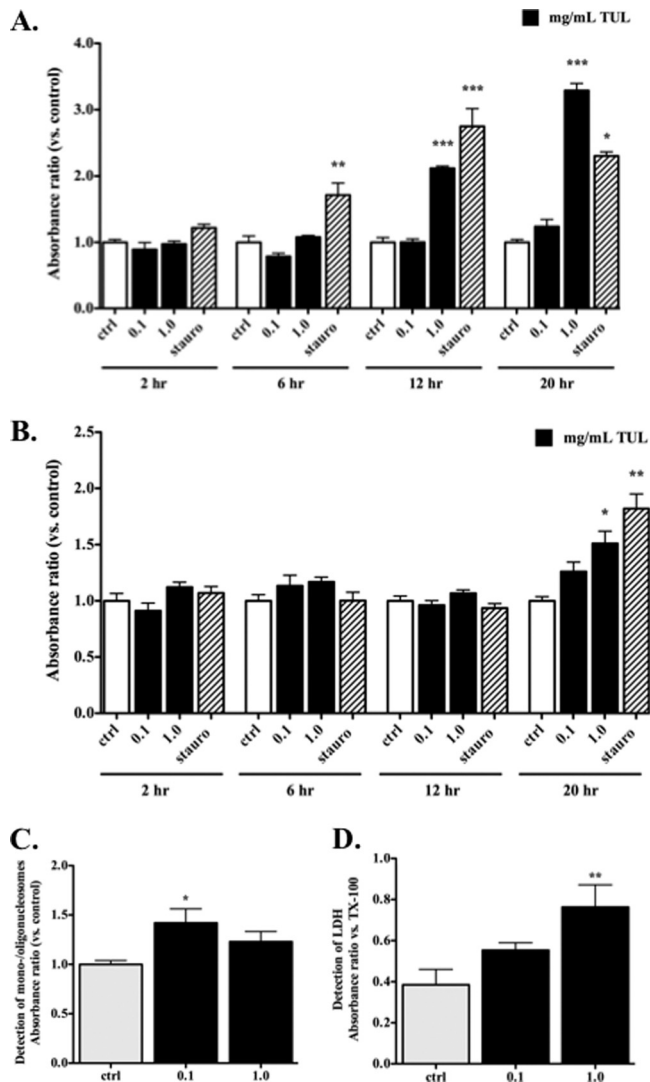 A.
mg/mL TUL
Absorbance ratio (vs. control)
4.0
3.0
2.0
1.0
0.0
***
***
***
**
*
ctrl 0.1 1.0 stauro ctrl 0.1 1.0 stauro ctrl 0.1 1.0 stauro ctrl 0.1 1.0 stauro
2 hr 6 hr 12 hr 20 hr
B.
mg/mL TUL
Absorbance ratio (vs. control)
2.5
2.0
1.5
1.0
0.5
0.0
**
*
ctrl 0.1 1.0 stauro ctrl 0.1 1.0 stauro ctrl 0.1 1.0 stauro ctrl 0.1 1.0 stauro
2 hr 6 hr 12 hr 20 hr
C.
Detection of mono-/oligonucleosomes
Absorbance ratio (vs. control)
2.0
1.5
1.0
0.5
0.0
*
ctrl 0.1 1.0
D.
Detection of LDH
Absorbance ratio vs. TX-100
1.0
0.8
0.6
0.4
0.2
0.0
**
ctrl 0.1 1.0